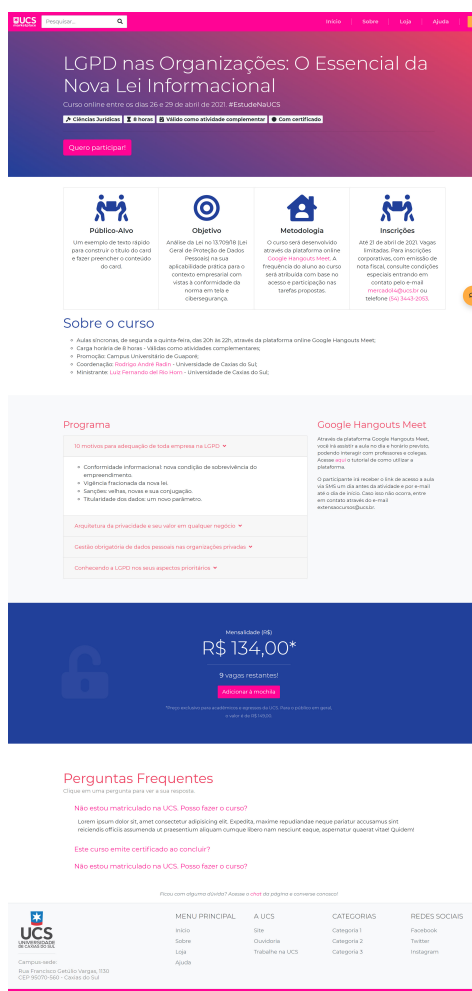 UCS
Pesquisar...
Início
Sobre
Loja
Ajuda
LGPD nas Organizações: O Essencial da
Nova Lei Informacional
Curso online entre os dias 26 e 29 de abril de 2021. #EstudeNaUCS
Ciências Jurídicas
8 horas
Válido como atividade complementar
Com certificado
Quero participar!
Público-Alvo
Um exemplo de texto rápido
para construir o título do card
e fazer preencher o conteúdo
do card.
Objetivo
Análise da Lei no 13.709/18 (Lei
Geral de Proteção de Dados
Pessoais) na sua
aplicabilidade prática para o
contexto empresarial com
vistas à conformidade da
norma em tela e
cibersegurança.
Metodologia
O curso será desenvolvido
através da plataforma online
Google Hangouts Meet. A
frequência do aluno ao curso
será atribuída com base no
acesso e participação nas
tarefas propostas.
Inscrições
Até 21 de abril de 2021. Vagas
limitadas. Para inscrições
corporativas, com emissão de
nota fiscal, consulte condições
especiais entrando em
contato pelo e-mail
mercado14@ucs.br ou
telefone (54) 3443-2053.
Sobre o curso
Aulas síncronas, de segunda a quinta-feira, das 20h às 22h, através da plataforma online Google Hangouts Meet;
Carga horária de 8 horas - Válidas como atividades complementares;
Promoção: Campus Universitário de Guaporé;
Coordenação: Rodrigo André Radin - Universidade de Caxias do Sul;
Ministrante: Luiz Fernando del Rio Horn - Universidade de Caxias do Sul;
Programa
10 motivos para adequação de toda empresa na LGPD
Conformidade informacional: nova condição de sobrevivência do
empreendimento.
Vigência fracionada da nova lei.
Sanções: velhas, novas e sua conjugação.
Titularidade dos dados: um novo parâmetro.
Arquitetura da privacidade e seu valor em qualquer negócio
Gestão obrigatória de dados pessoais nas organizações privadas
Conhecendo a LGPD nos seus aspectos prioritários
Google Hangouts Meet
Através da plataforma Google Hangouts Meet,
você irá assistir a aula no dia e horário previsto,
podendo interagir com professores e colegas.
Acesse aqui o tutorial de como utilizar a
plataforma.
O participante irá receber o link de acesso a aula
via SMS um dia antes da atividade e por e-mail
até o dia de início. Caso isso não ocorra, entre
em contato através do e-mail
extensaocursos@ucs.br.
Mensalidade (R$)
R$ 134,00*
9 vagas restantes!
Adicionar à mochila
*Preço exclusivo para acadêmicos e egressos da UCS. Para o público em geral,
o valor é de R$ 149,00.
Perguntas Frequentes
Clique em uma pergunta para ver a sua resposta.
Não estou matriculado na UCS. Posso fazer o curso?
Lorem ipsum dolor sit, amet consectetur adipisicing elit. Expedita, maxime repudiandae neque pariatur accusamus sint
reiciendis officiis assumenda ut praesentium aliquam cumque libero nam nesciunt eaque, aspernatur quaerat vitae! Quidem!
Este curso emite certificado ao concluir?
Não estou matriculado na UCS. Posso fazer o curso?
Ficou com alguma dúvida? Acesse o chat da página e converse conosco!
UCS
UNIVERSIDADE
DE CAXIAS DO SUL
Campus-sede:
Rua Francisco Getúlio Vargas, 1130
CEP 95070-560 - Caxias do Sul
MENU PRINCIPAL
Início
Sobre
Loja
Ajuda
A UCS
Site
Ouvidoria
Trabalhe na UCS
CATEGORIAS
Categoria 1
Categoria 2
Categoria 3
REDES SOCIAIS
Facebook
Twitter
Instagram